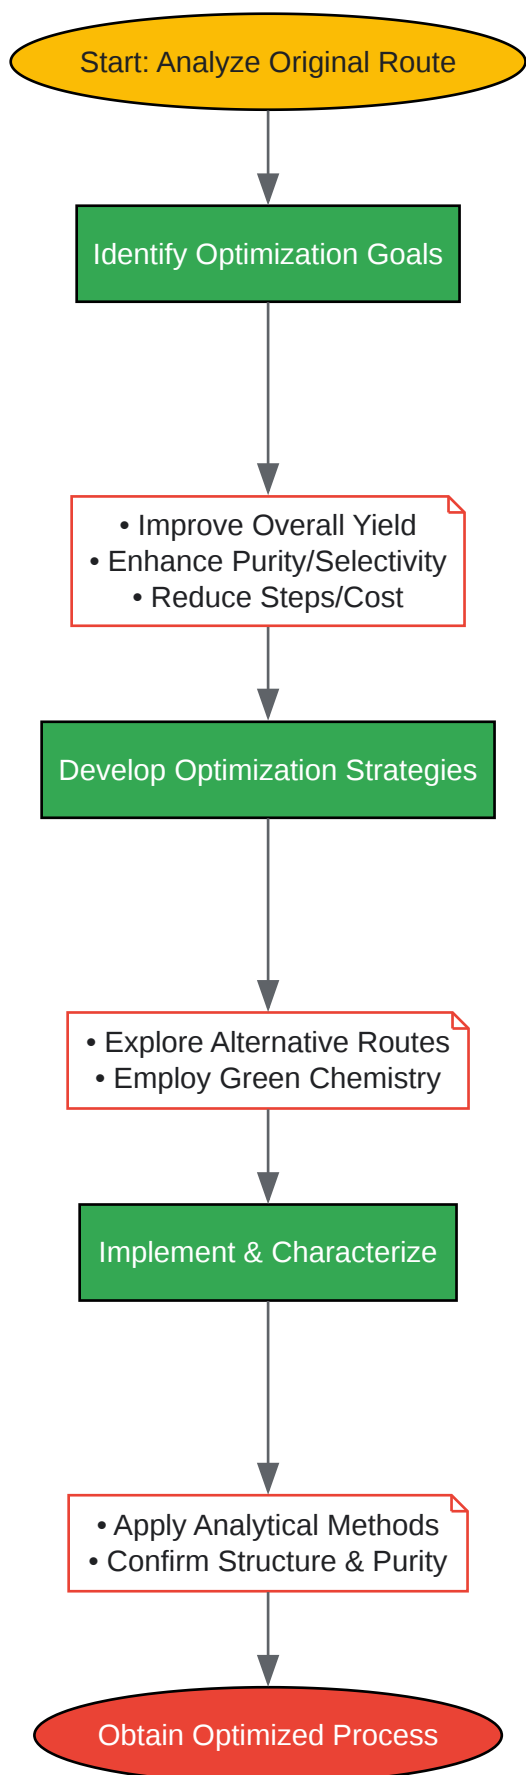 Start: Analyze Original Route
Identify Optimization Goals
• Improve Overall Yield
• Enhance Purity/Selectivity
• Reduce Steps/Cost
Develop Optimization Strategies
• Explore Alternative Routes
• Employ Green Chemistry
Implement & Characterize
• Apply Analytical Methods
• Confirm Structure & Purity
Obtain Optimized Process